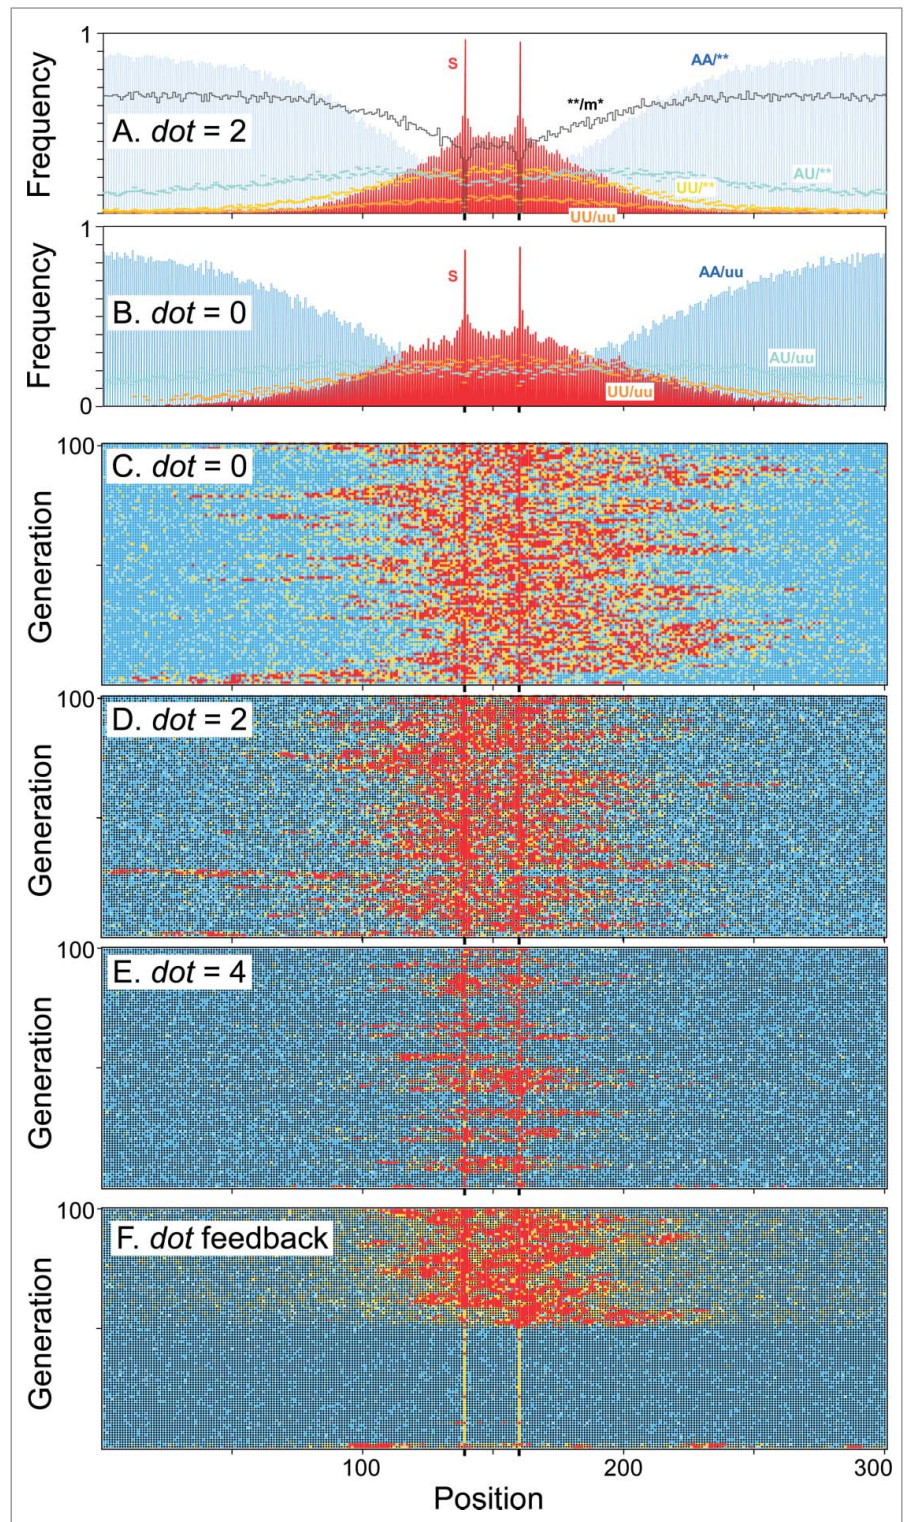 1
Frequency
A. dot = 2
S
**/m*
AA/**
AU/**
UU/**
UU/uu
1
Frequency
B. dot = 0
S
AA/uu
AU/uu
UU/uu
0
100
Generation
C. dot = 0
100
Generation
D. dot = 2
100
Generation
E. dot = 4
100
Generation
F. dot feedback
100
200
300
Position